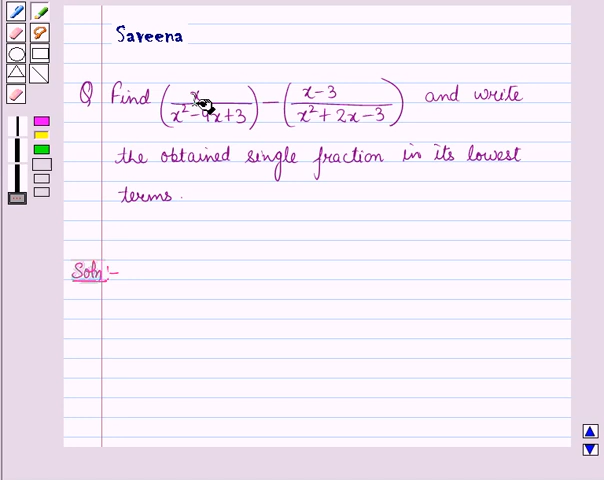 Saveena
Q Find (x/(x²-4x+3)) - ((x-3)/(x²+2x-3)) and write
the obtained single fraction in its lowest
terms.
Soln:-